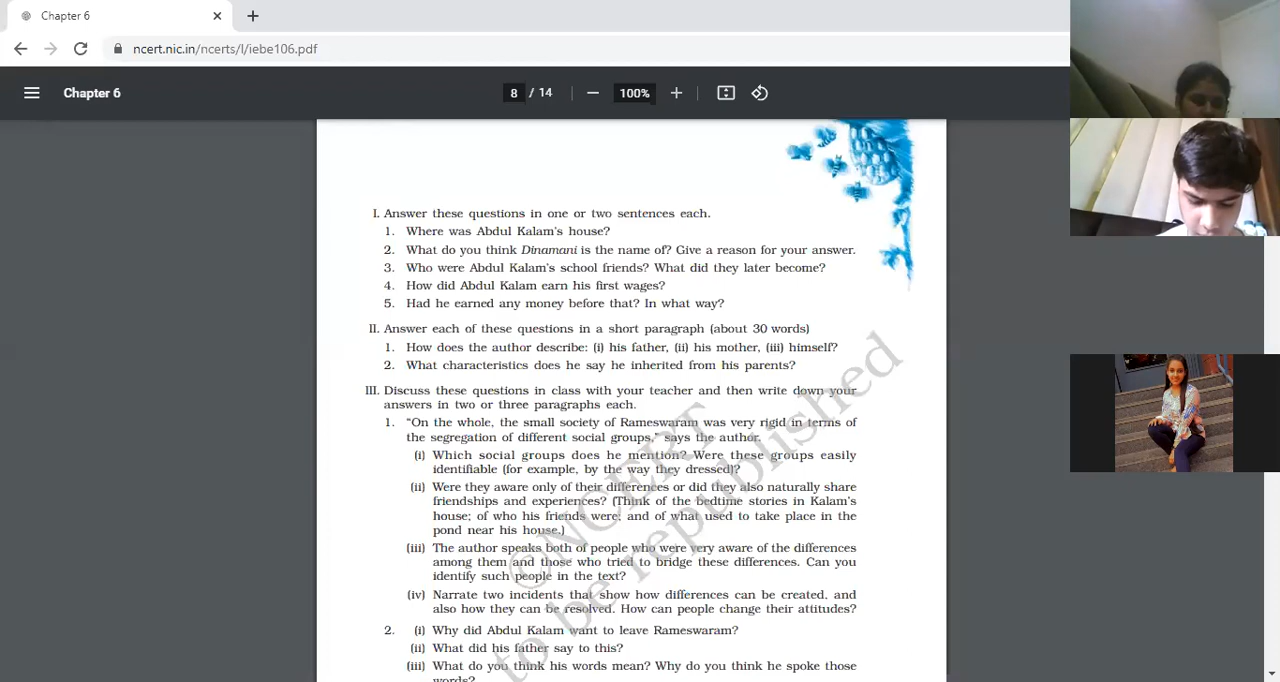 Chapter 6
ncert.nic.in/ncerts/l/iebe106.pdf
Chapter 6
8 / 14
100%
I. Answer these questions in one or two sentences each.
1. Where was Abdul Kalam's house?
2. What do you think Dinamani is the name of? Give a reason for your answer.
3. Who were Abdul Kalam's school friends? What did they later become?
4. How did Abdul Kalam earn his first wages?
5. Had he earned any money before that? In what way?
II. Answer each of these questions in a short paragraph (about 30 words)
1. How does the author describe: (i) his father, (ii) his mother, (iii) himself?
2. What characteristics does he say he inherited from his parents?
III. Discuss these questions in class with your teacher and then write down your
answers in two or three paragraphs each.
1. “On the whole, the small society of Rameswaram was very rigid in terms of
the segregation of different social groups,” says the author.
(i) Which social groups does he mention? Were these groups easily
identifiable (for example, by the way they dressed)?
(ii) Were they aware only of their differences or did they also naturally share
friendships and experiences? (Think of the bedtime stories in Kalam's
house; of who his friends were; and of what used to take place in the
pond near his house.)
(iii) The author speaks both of people who were very aware of the differences
among them and those who tried to bridge these differences. Can you
identify such people in the text?
(iv) Narrate two incidents that show how differences can be created, and
also how they can be resolved. How can people change their attitudes?
2. (i) Why did Abdul Kalam want to leave Rameswaram?
(ii) What did his father say to this?
(iii) What do you think his words mean? Why do you think he spoke those
words?
©NCERT
to be republished